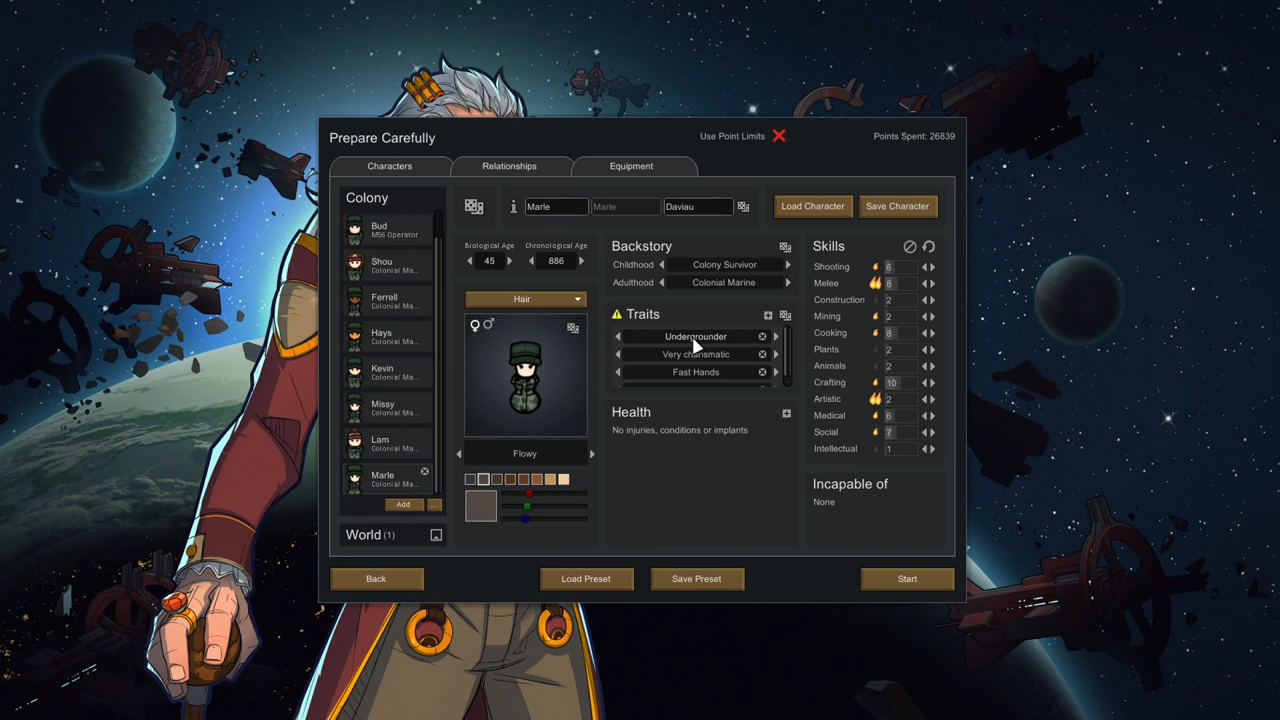 Prepare Carefully
Use Point Limits
Points Spent: 26839
Characters
Relationships
Equipment
Colony
Bud
MS6 Operator
Shou
Colonial Ma...
Ferrell
Colonial Ma...
Hays
Colonial Ma...
Kevin
Colonial Ma...
Missy
Colonial Ma...
Lam
Colonial Ma...
Marle
Colonial Ma...
Add
...
World (1)
Marle
Marle
Daviau
Load Character
Save Character
Biological Age
45
Chronological Age
886
Hair
Flowy
Backstory
Childhood
Colony Survivor
Adulthood
Colonial Marine
Traits
Undergrounder
Very charismatic
Fast Hands
Health
No injuries, conditions or implants
Skills
Shooting 6
Melee 8
Construction 2
Mining 2
Cooking 8
Plants 2
Animals 2
Crafting 10
Artistic 2
Medical 6
Social 7
Intellectual 1
Incapable of
None
Back
Load Preset
Save Preset
Start